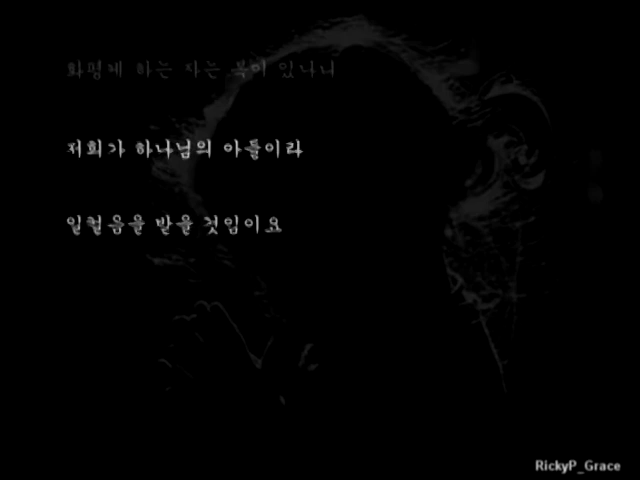 화평케 하는 자는 복이 있나니
저희가 하나님의 아들이라
일컬음을 받을 것임이요
RickyP_Grace